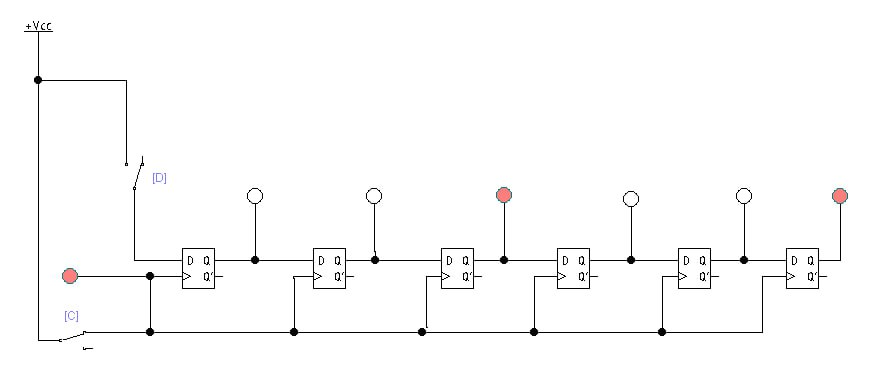 +Vcc
[D]
D Q D Q D Q D Q D Q D Q
Q' Q' Q' Q' Q' Q'
[C]